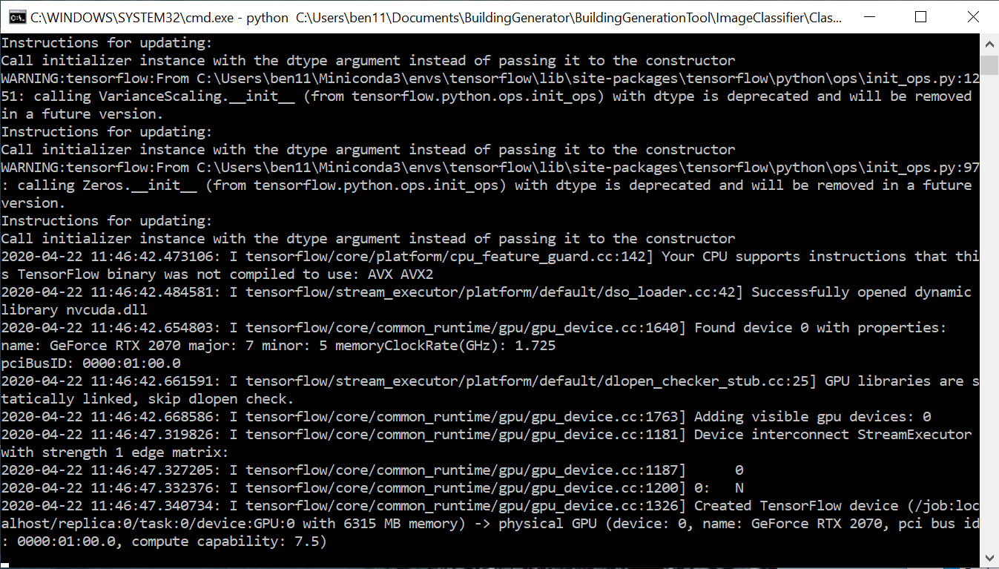 C:\WINDOWS\SYSTEM32\cmd.exe - python  C:\Users\ben11\Documents\BuildingGenerator\BuildingGenerationTool\ImageClassifier\Clas...
Instructions for updating:
Call initializer instance with the dtype argument instead of passing it to the constructor
WARNING:tensorflow:From C:\Users\ben11\Miniconda3\envs\tensorflow\lib\site-packages\tensorflow\python\ops\init_ops.py:12
51: calling VarianceScaling.__init__ (from tensorflow.python.ops.init_ops) with dtype is deprecated and will be removed
in a future version.
Instructions for updating:
Call initializer instance with the dtype argument instead of passing it to the constructor
WARNING:tensorflow:From C:\Users\ben11\Miniconda3\envs\tensorflow\lib\site-packages\tensorflow\python\ops\init_ops.py:97
: calling Zeros.__init__ (from tensorflow.python.ops.init_ops) with dtype is deprecated and will be removed in a future
version.
Instructions for updating:
Call initializer instance with the dtype argument instead of passing it to the constructor
2020-04-22 11:46:42.473106: I tensorflow/core/platform/cpu_feature_guard.cc:142] Your CPU supports instructions that thi
s TensorFlow binary was not compiled to use: AVX AVX2
2020-04-22 11:46:42.484581: I tensorflow/stream_executor/platform/default/dso_loader.cc:42] Successfully opened dynamic
library nvcuda.dll
2020-04-22 11:46:42.654803: I tensorflow/core/common_runtime/gpu/gpu_device.cc:1640] Found device 0 with properties:
name: GeForce RTX 2070 major: 7 minor: 5 memoryClockRate(GHz): 1.725
pciBusID: 0000:01:00.0
2020-04-22 11:46:42.661591: I tensorflow/stream_executor/platform/default/dlopen_checker_stub.cc:25] GPU libraries are s
tatically linked, skip dlopen check.
2020-04-22 11:46:42.668586: I tensorflow/core/common_runtime/gpu/gpu_device.cc:1763] Adding visible gpu devices: 0
2020-04-22 11:46:47.319826: I tensorflow/core/common_runtime/gpu/gpu_device.cc:1181] Device interconnect StreamExecutor
with strength 1 edge matrix:
2020-04-22 11:46:47.327205: I tensorflow/core/common_runtime/gpu/gpu_device.cc:1187]      0
2020-04-22 11:46:47.332376: I tensorflow/core/common_runtime/gpu/gpu_device.cc:1200] 0:   N
2020-04-22 11:46:47.340734: I tensorflow/core/common_runtime/gpu/gpu_device.cc:1326] Created TensorFlow device (/job:loc
alhost/replica:0/task:0/device:GPU:0 with 6315 MB memory) -> physical GPU (device: 0, name: GeForce RTX 2070, pci bus id
: 0000:01:00.0, compute capability: 7.5)